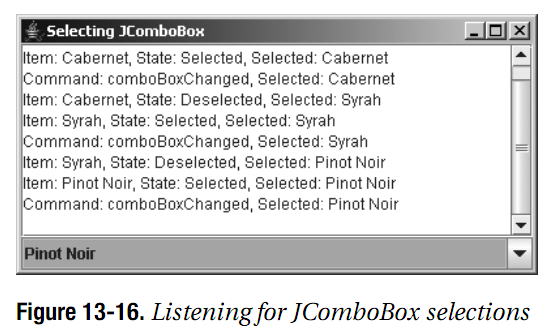 Selecting JComboBox
Item: Cabernet, State: Selected, Selected: Cabernet
Command: comboBoxChanged, Selected: Cabernet
Item: Cabernet, State: Deselected, Selected: Syrah
Item: Syrah, State: Selected, Selected: Syrah
Command: comboBoxChanged, Selected: Syrah
Item: Syrah, State: Deselected, Selected: Pinot Noir
Item: Pinot Noir, State: Selected, Selected: Pinot Noir
Command: comboBoxChanged, Selected: Pinot Noir
Pinot Noir
Figure 13-16. Listening for JComboBox selections